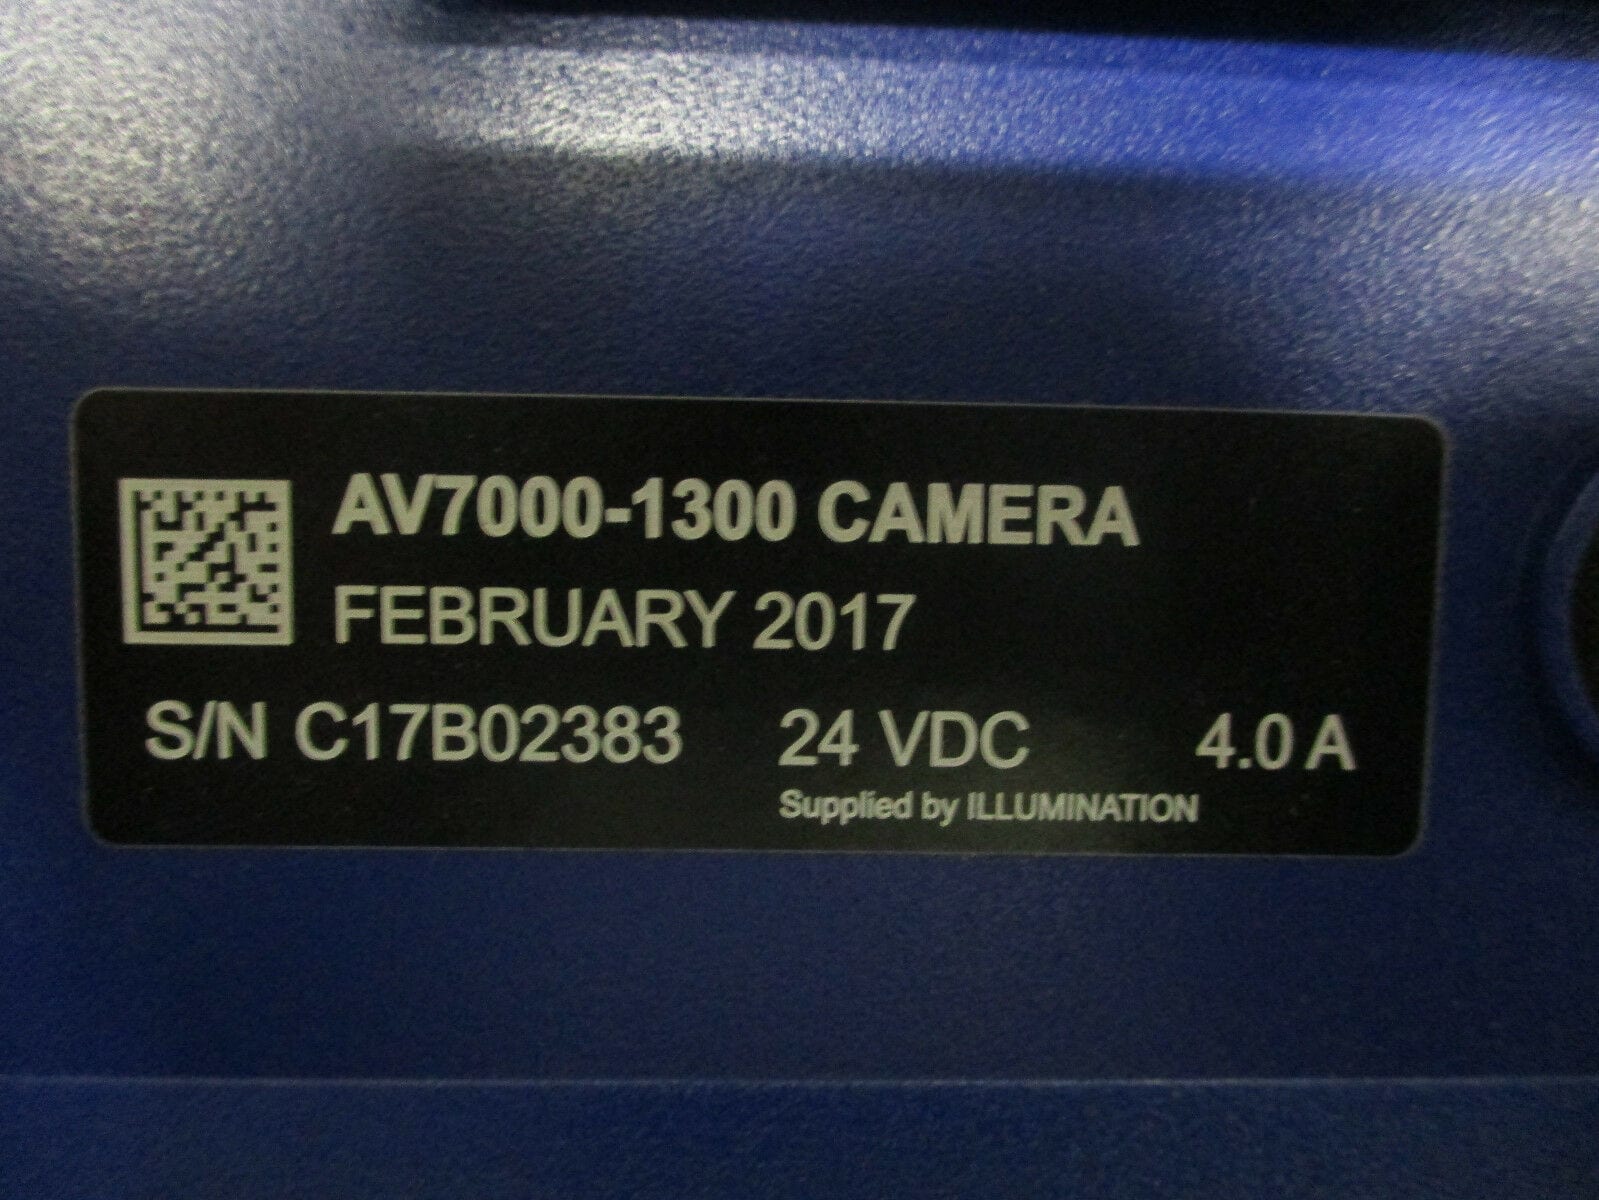 AV7000-1300 CAMERA
FEBRUARY 2017
S/N C17B02383 24 VDC 4.0 A
Supplied by ILLUMINATION